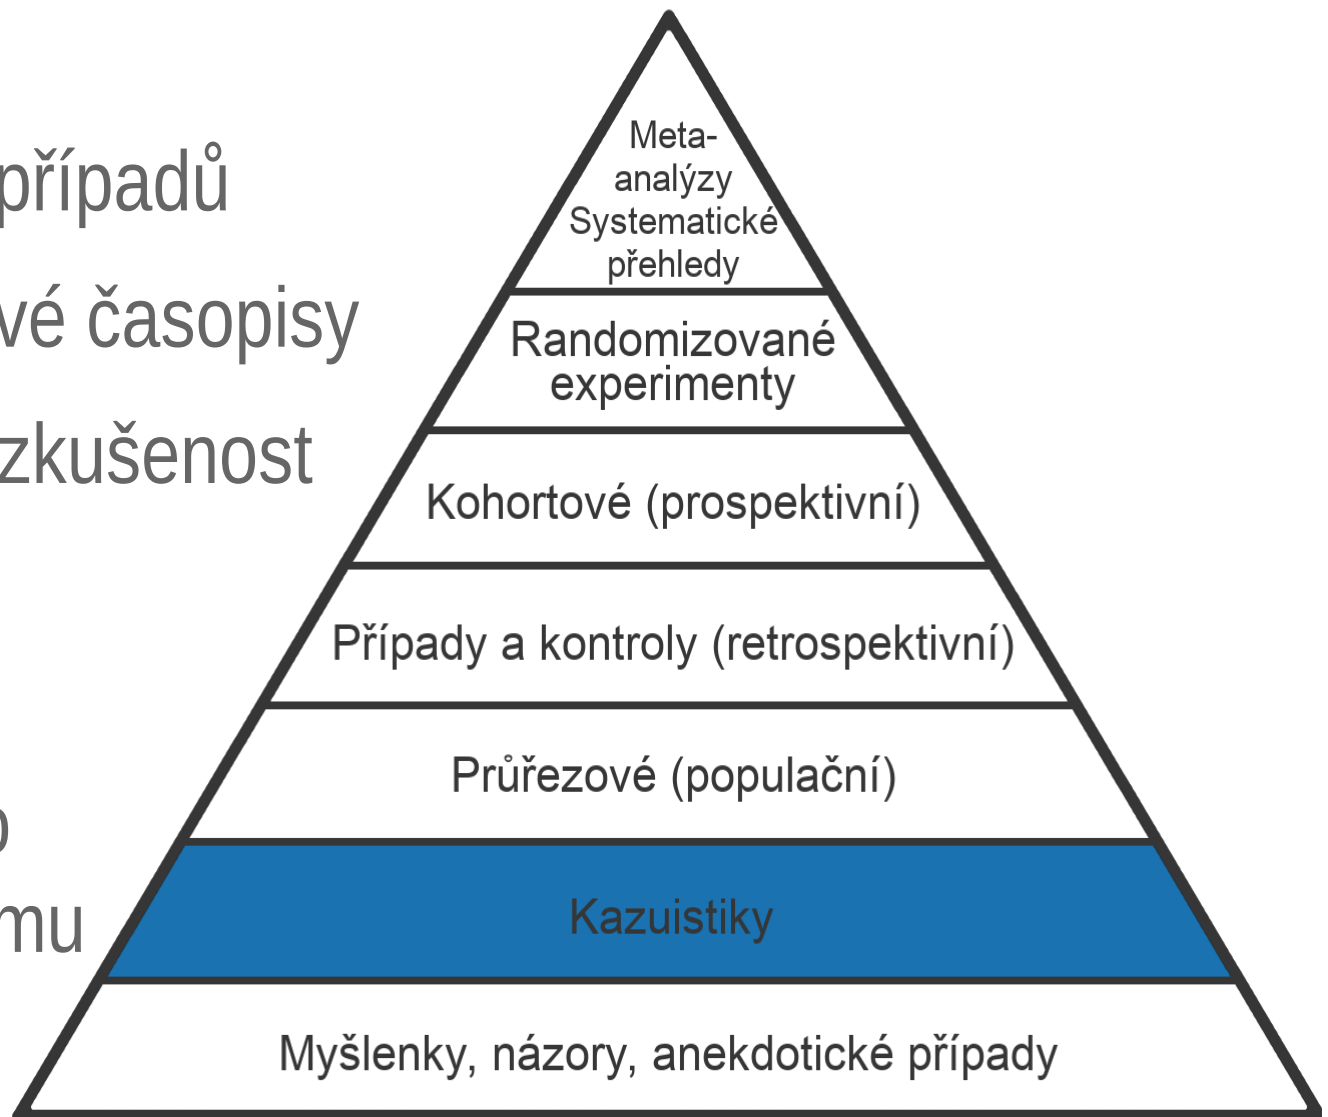 případů
vé časopisy
zkušenost
mu
Meta-
analýzy
Systematické
přehledy
Randomizované
experimenty
Kohortové (prospektivní)
Případy a kontroly (retrospektivní)
Průřezové (populační)
Kazuistiky
Myšlenky, názory, anekdotické případy